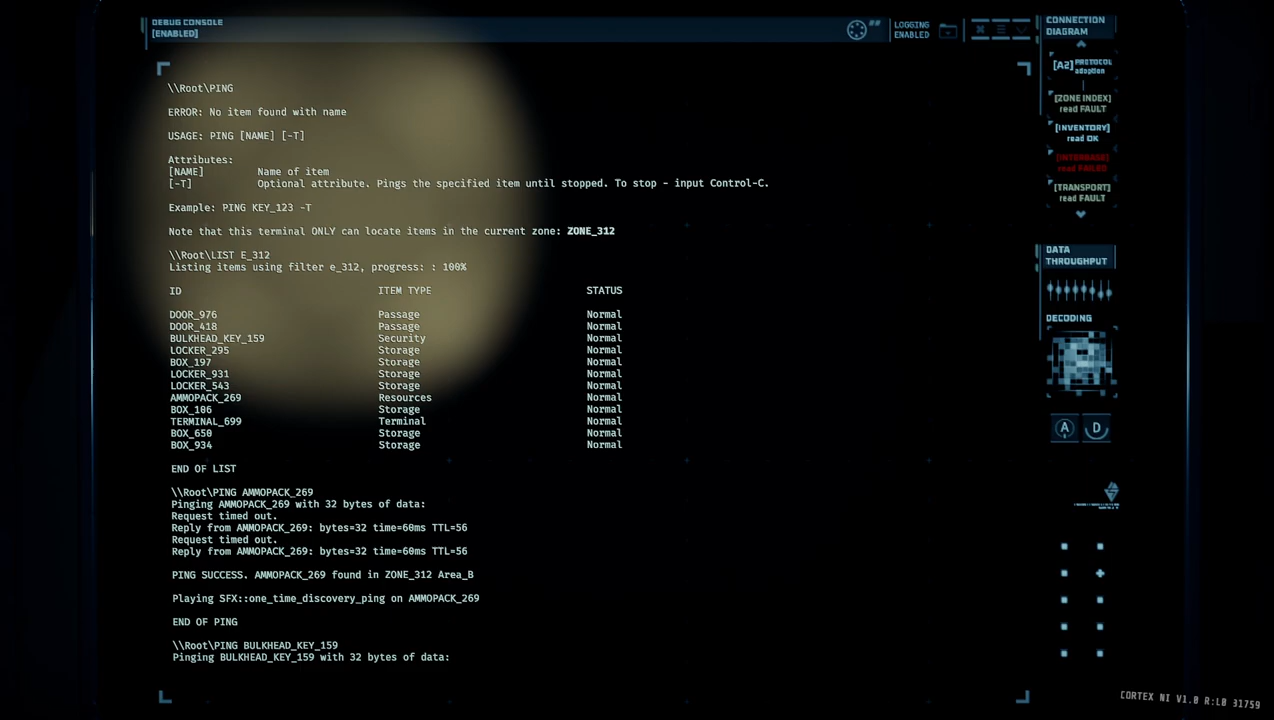 DEBUG CONSOLE
[ENABLED]
LOGGING
ENABLED
CONNECTION
DIAGRAM
[A2] PROTOCOL
adoption
[ZONE INDEX]
read FAULT
[INVENTORY]
read OK
[INTERBASE]
read FAILED
[TRANSPORT]
read FAULT
DATA
THROUGHPUT
DECODING
A D
\\Root\PING
ERROR: No item found with name
USAGE: PING [NAME] [-T]
Attributes:
[NAME] Name of item
[-T] Optional attribute. Pings the specified item until stopped. To stop - input Control-C.
Example: PING KEY_123 -T
Note that this terminal ONLY can locate items in the current zone: ZONE_312
\\Root\LIST E_312
Listing items using filter e_312, progress: : 100%
ID ITEM TYPE STATUS
DOOR_976 Passage Normal
DOOR_418 Passage Normal
BULKHEAD_KEY_159 Security Normal
LOCKER_295 Storage Normal
BOX_197 Storage Normal
LOCKER_931 Storage Normal
LOCKER_543 Storage Normal
AMMOPACK_269 Resources Normal
BOX_106 Storage Normal
TERMINAL_699 Terminal Normal
BOX_650 Storage Normal
BOX_934 Storage Normal
END OF LIST
\\Root\PING AMMOPACK_269
Pinging AMMOPACK_269 with 32 bytes of data:
Request timed out.
Reply from AMMOPACK_269: bytes=32 time=60ms TTL=56
Request timed out.
Reply from AMMOPACK_269: bytes=32 time=60ms TTL=56
PING SUCCESS. AMMOPACK_269 found in ZONE_312 Area_B
Playing SFX::one_time_discovery_ping on AMMOPACK_269
END OF PING
\\Root\PING BULKHEAD_KEY_159
Pinging BULKHEAD_KEY_159 with 32 bytes of data:
CORTEX NI V1.0 R:L0 31759